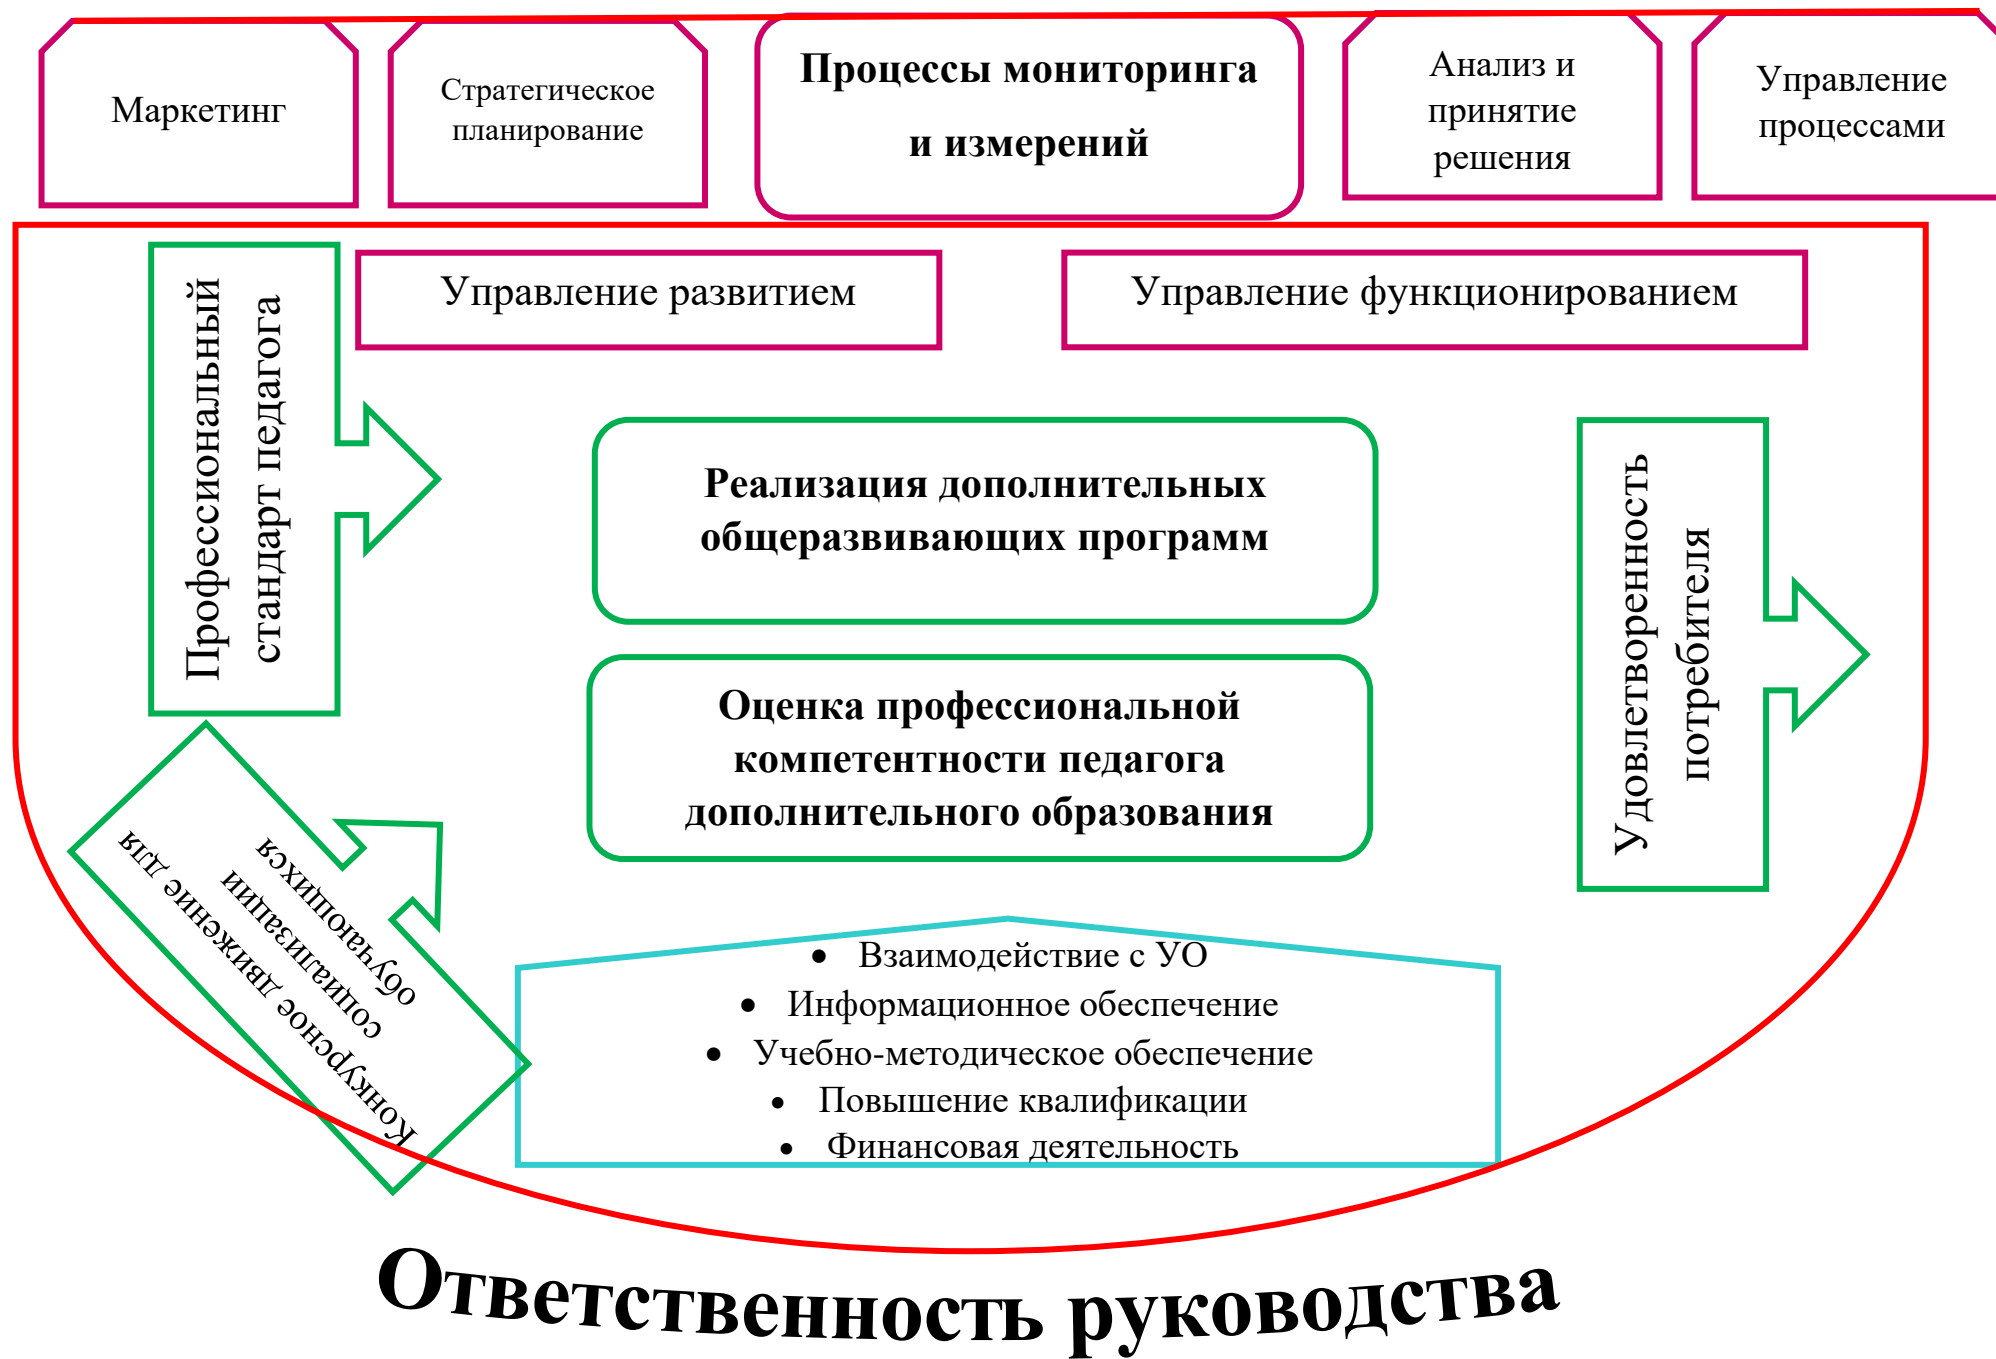 Маркетинг
Стратегическое
планирование
Процессы мониторинга
и измерений
Анализ и
принятие
решения
Управление
процессами
Профессиональный
стандарт педагога
Управление развитием
Управление функционированием
Реализация дополнительных
общеразвивающих программ
Оценка профессиональной
компетентности педагога
дополнительного образования
Удовлетворенность
потребителя
Конкурсное движение для
социализации
обучающихся
• Взаимодействие с УО
• Информационное обеспечение
• Учебно-методическое обеспечение
• Повышение квалификации
• Финансовая деятельность
Ответственность руководства